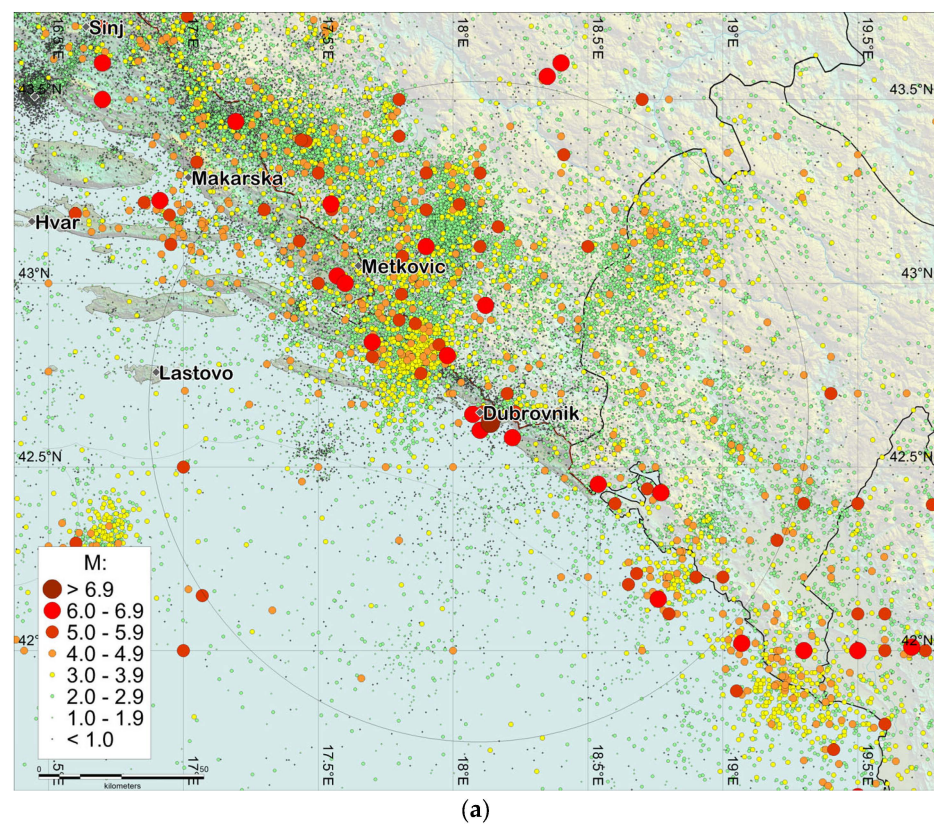 Sinj
17°E
17.5°E
18°E
18.5°E
19°E
19.5°E
43.5°N
43.5°N
Makarska
Hvar
Metkovic
43°N
43°N
Lastovo
Dubrovnik
42.5°N
42.5°N
M:
> 6.9
6.0 - 6.9
5.0 - 5.9
4.0 - 4.9
3.0 - 3.9
2.0 - 2.9
1.0 - 1.9
< 1.0
42°
42°N
0
50
kilometers
5°E
17°E
17.5°E
18°E
18.5°E
19°E
19.5°E
(a)